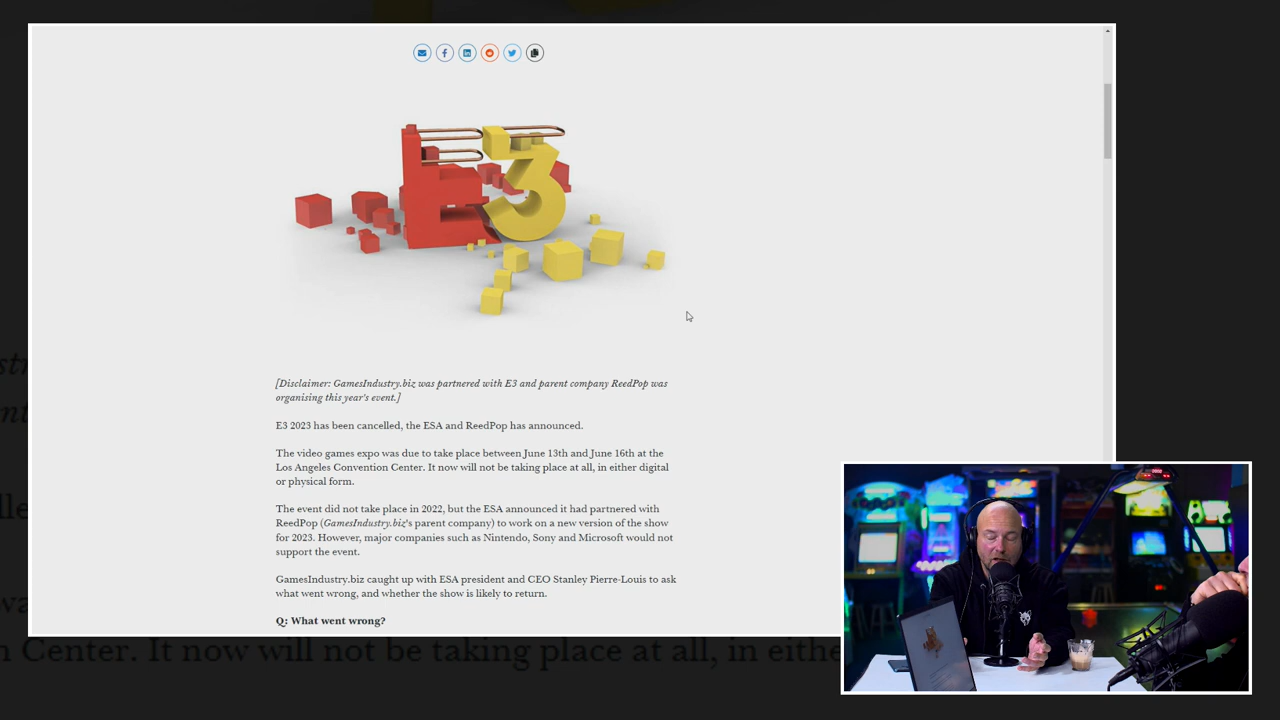 E3
[Disclaimer: GamesIndustry.biz was partnered with E3 and parent company ReedPop was
organising this year's event.]
E3 2023 has been cancelled, the ESA and ReedPop has announced.
The video games expo was due to take place between June 13th and June 16th at the
Los Angeles Convention Center. It now will not be taking place at all, in either digital
or physical form.
The event did not take place in 2022, but the ESA announced it had partnered with
ReedPop (GamesIndustry.biz's parent company) to work on a new version of the show
for 2023. However, major companies such as Nintendo, Sony and Microsoft would not
support the event.
GamesIndustry.biz caught up with ESA president and CEO Stanley Pierre-Louis to ask
what went wrong, and whether the show is likely to return.
Q: What went wrong?
n Center. It now will not be taking place at all, in eithe